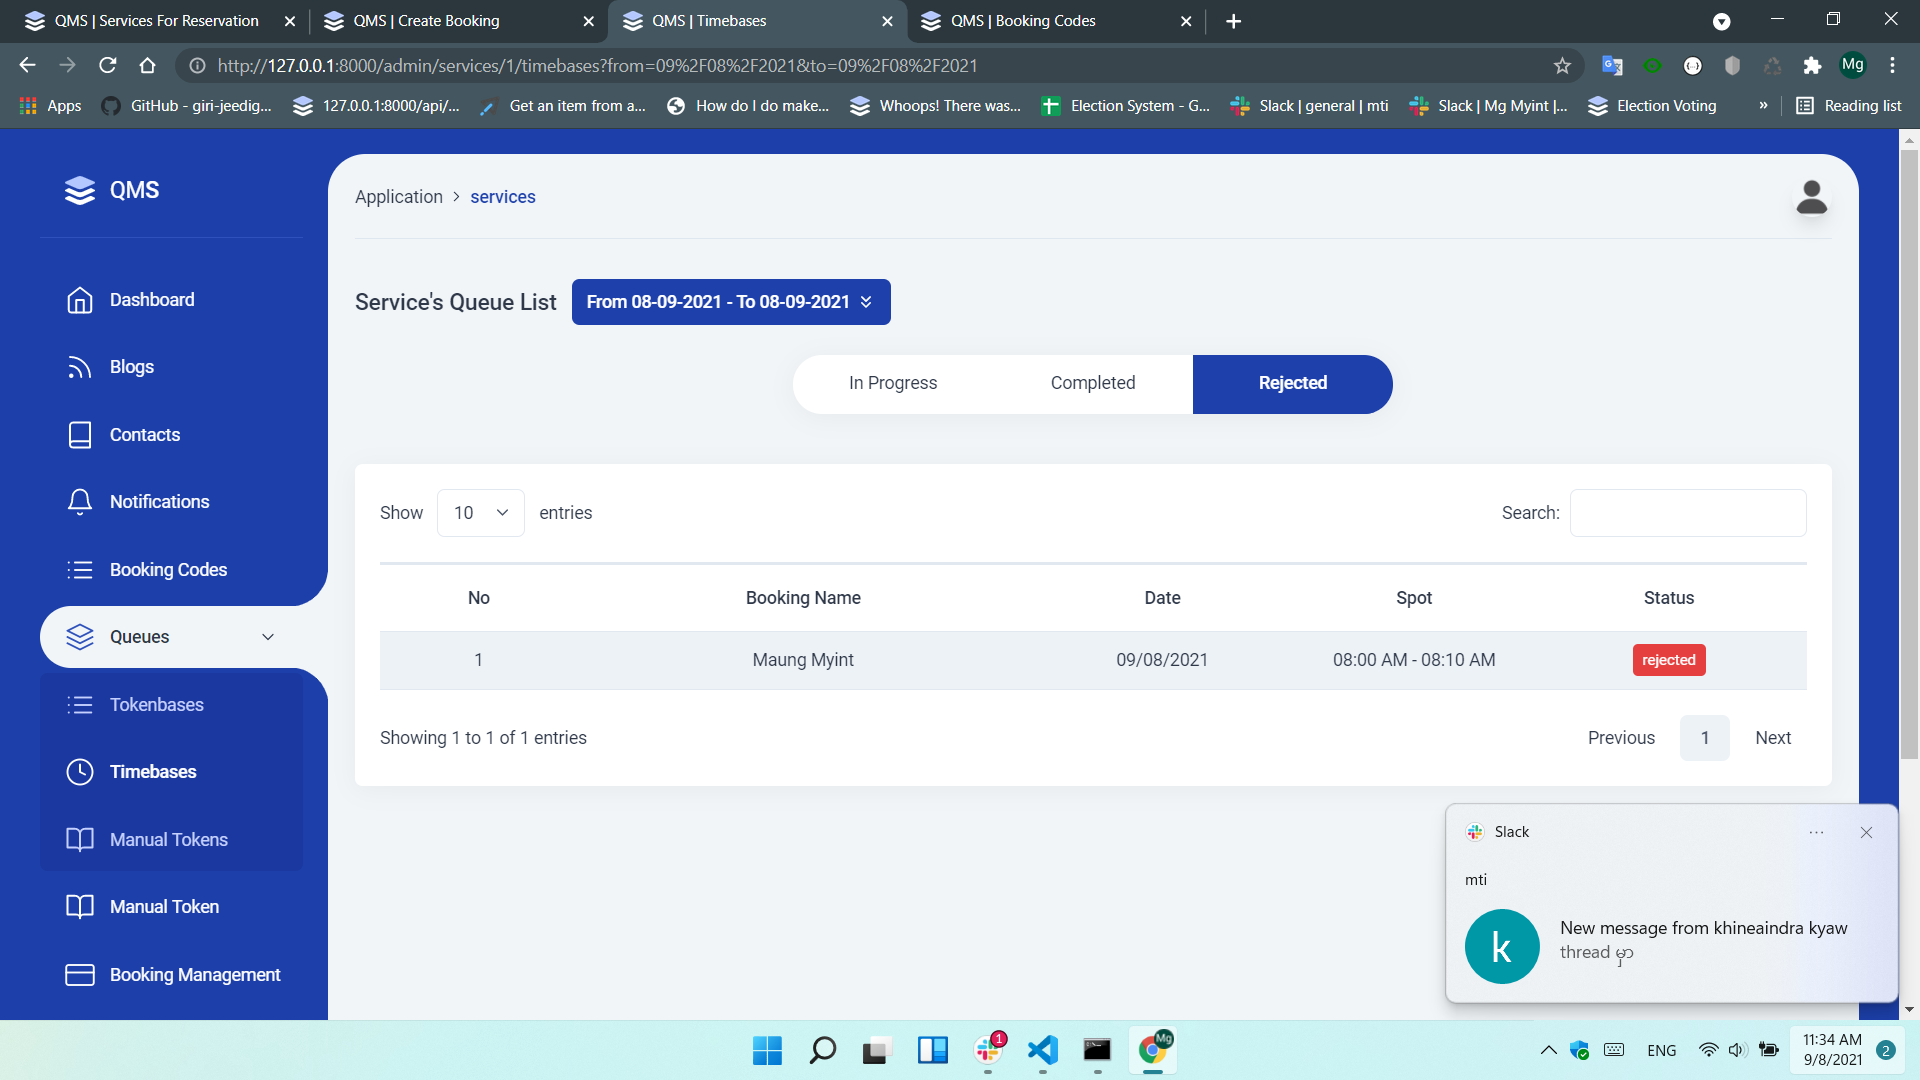 QMS | Services For Reservation
QMS | Create Booking
QMS | Timebases
QMS | Booking Codes
http://127.0.0.1:8000/admin/services/1/timebases?from=09%2F08%2F2021&to=09%2F08%2F2021
Mg
Apps
GitHub - giri-jeedig...
127.0.0.1:8000/api/...
Get an item from a...
How do I do make...
Whoops! There was...
Election System - G...
Slack | general | mti
Slack | Mg Myint |...
Election Voting
»
Reading list
QMS
Application > services
Dashboard
Blogs
Contacts
Notifications
Booking Codes
Queues
Tokenbases
Timebases
Manual Tokens
Manual Token
Booking Management
Service's Queue List
From 08-09-2021 - To 08-09-2021
In Progress
Completed
Rejected
Show 10 entries
Search:
No Booking Name Date Spot Status
1 Maung Myint 09/08/2021 08:00 AM - 08:10 AM rejected
Showing 1 to 1 of 1 entries
Previous 1 Next
Slack
mti
k
New message from khineaindra kyaw
thread မှာ
1
Mg
ENG
11:34 AM
9/8/2021
2